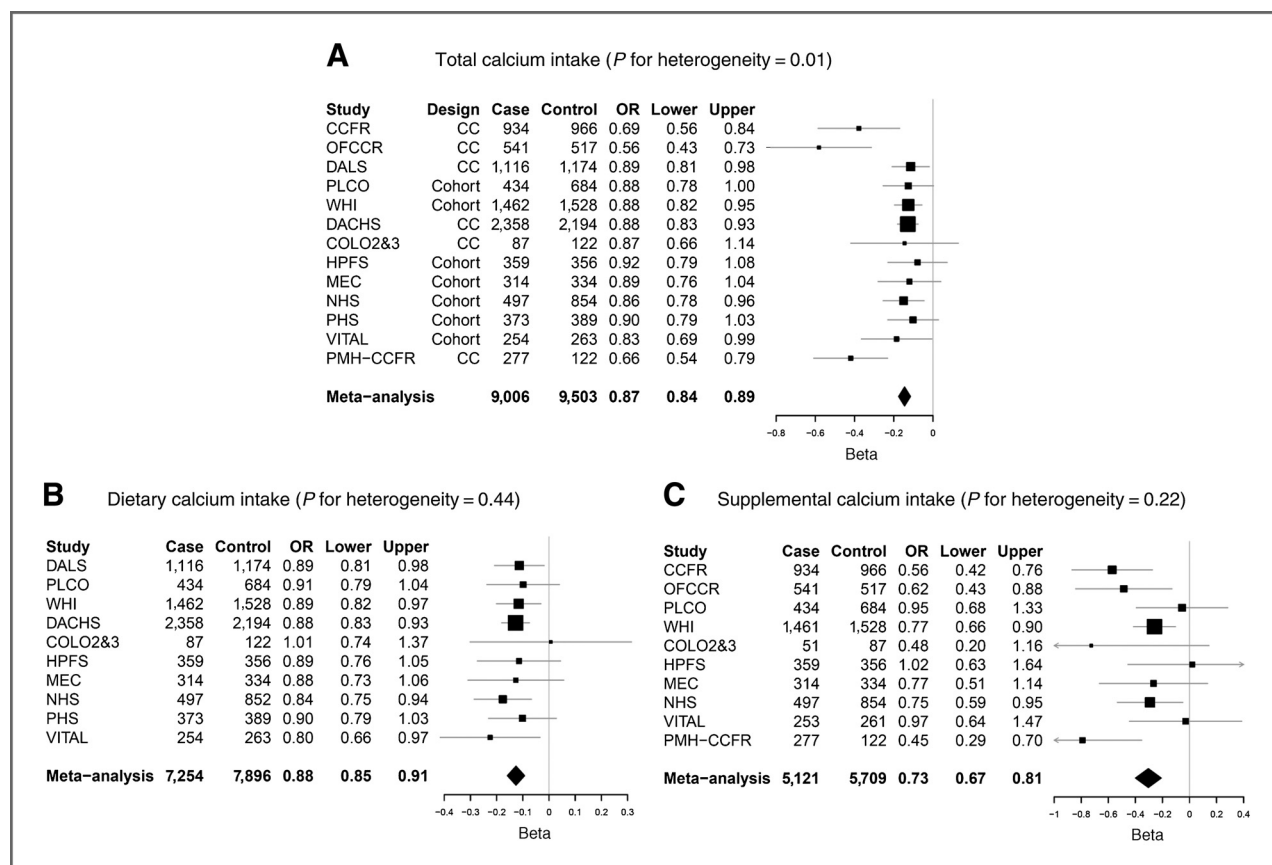 A Total calcium intake (P for heterogeneity = 0.01)
Study Design Case Control OR Lower Upper
CCFR CC 934 966 0.69 0.56 0.84
OFCCR CC 541 517 0.56 0.43 0.73
DALS CC 1,116 1,174 0.89 0.81 0.98
PLCO Cohort 434 684 0.88 0.78 1.00
WHI Cohort 1,462 1,528 0.88 0.82 0.95
DACHS CC 2,358 2,194 0.88 0.83 0.93
COLO2&3 CC 87 122 0.87 0.66 1.14
HPFS Cohort 359 356 0.92 0.79 1.08
MEC Cohort 314 334 0.89 0.76 1.04
NHS Cohort 497 854 0.86 0.78 0.96
PHS Cohort 373 389 0.90 0.79 1.03
VITAL Cohort 254 263 0.83 0.69 0.99
PMH−CCFR CC 277 122 0.66 0.54 0.79
Meta−analysis 9,006 9,503 0.87 0.84 0.89
−0.8 −0.6 −0.4 −0.2 0
Beta
B Dietary calcium intake (P for heterogeneity = 0.44)
Study Case Control OR Lower Upper
DALS 1,116 1,174 0.89 0.81 0.98
PLCO 434 684 0.91 0.79 1.04
WHI 1,462 1,528 0.89 0.82 0.97
DACHS 2,358 2,194 0.88 0.83 0.93
COLO2&3 87 122 1.01 0.74 1.37
HPFS 359 356 0.89 0.76 1.05
MEC 314 334 0.88 0.73 1.06
NHS 497 852 0.84 0.75 0.94
PHS 373 389 0.90 0.79 1.03
VITAL 254 263 0.80 0.66 0.97
Meta−analysis 7,254 7,896 0.88 0.85 0.91
−0.4 −0.3 −0.2 −0.1 0 0.1 0.2 0.3
Beta
C Supplemental calcium intake (P for heterogeneity = 0.22)
Study Case Control OR Lower Upper
CCFR 934 966 0.56 0.42 0.76
OFCCR 541 517 0.62 0.43 0.88
PLCO 434 684 0.95 0.68 1.33
WHI 1,461 1,528 0.77 0.66 0.90
COLO2&3 51 87 0.48 0.20 1.16
HPFS 359 356 1.02 0.63 1.64
MEC 314 334 0.77 0.51 1.14
NHS 497 854 0.75 0.59 0.95
VITAL 253 261 0.97 0.64 1.47
PMH−CCFR 277 122 0.45 0.29 0.70
Meta−analysis 5,121 5,709 0.73 0.67 0.81
−1 −0.8 −0.6 −0.4 −0.2 0 0.2 0.4
Beta